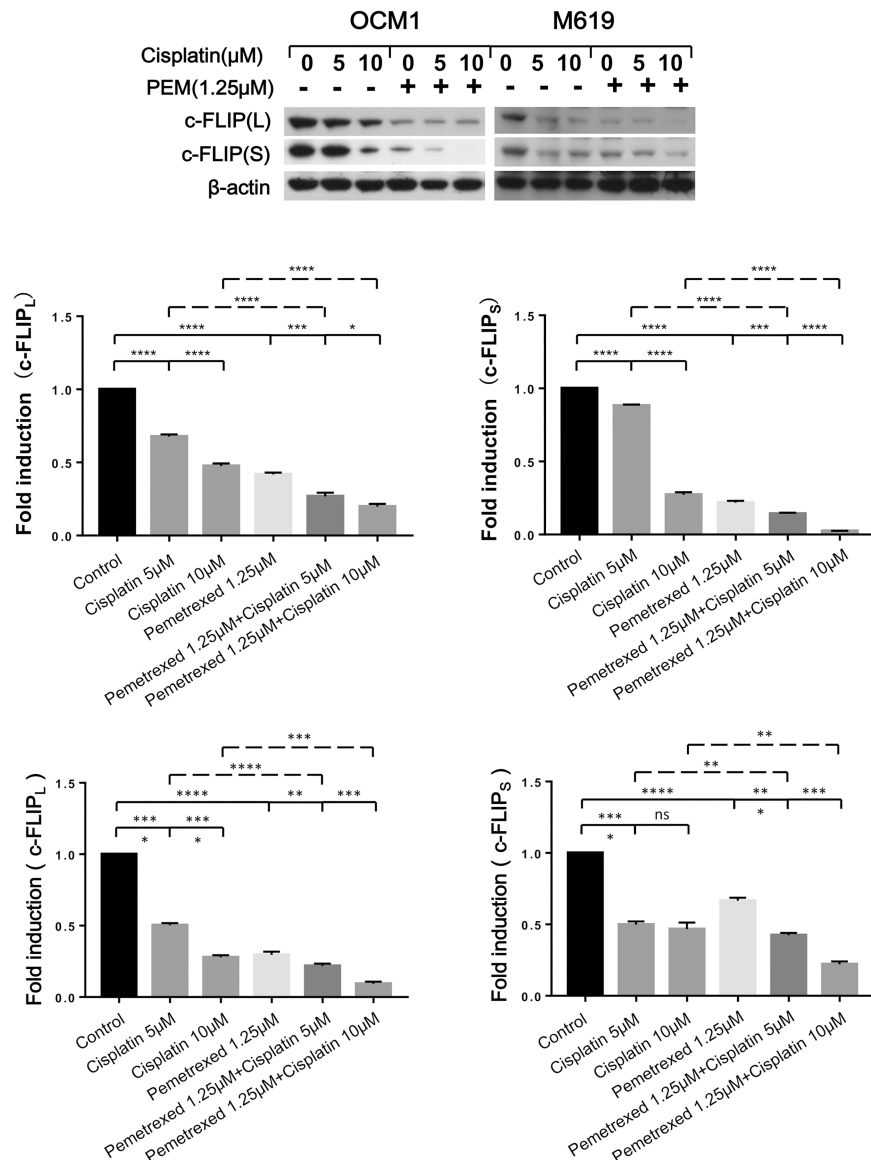 OCM1 M619
Cisplatin(μM) 0 5 10 0 5 10 0 5 10 0 5 10
PEM(1.25μM) - - - + + + - - - + + +
c-FLIP(L)
c-FLIP(S)
β-actin
****
****
**** *** *
**** ****
Fold induction (c-FLIPL)
1.5
1.0
0.5
0.0
Control
Cisplatin 5μM
Cisplatin 10μM
Pemetrexed 1.25μM
Pemetrexed 1.25μM+Cisplatin 5μM
Pemetrexed 1.25μM+Cisplatin 10μM
****
****
**** *** ****
**** ****
Fold induction (c-FLIPS)
1.5
1.0
0.5
0.0
Control
Cisplatin 5μM
Cisplatin 10μM
Pemetrexed 1.25μM
Pemetrexed 1.25μM+Cisplatin 5μM
Pemetrexed 1.25μM+Cisplatin 10μM
***
****
**** ** ***
*** ***
* *
Fold induction ( c-FLIPL )
1.5
1.0
0.5
0.0
Control
Cisplatin 5μM
Cisplatin 10μM
Pemetrexed 1.25μM
Pemetrexed 1.25μM+Cisplatin 5μM
Pemetrexed 1.25μM+Cisplatin 10μM
**
**
**** ** ***
*
*** ns
*
Fold induction ( c-FLIPS )
1.5
1.0
0.5
0.0
Control
Cisplatin 5μM
Cisplatin 10μM
Pemetrexed 1.25μM
Pemetrexed 1.25μM+Cisplatin 5μM
Pemetrexed 1.25μM+Cisplatin 10μM